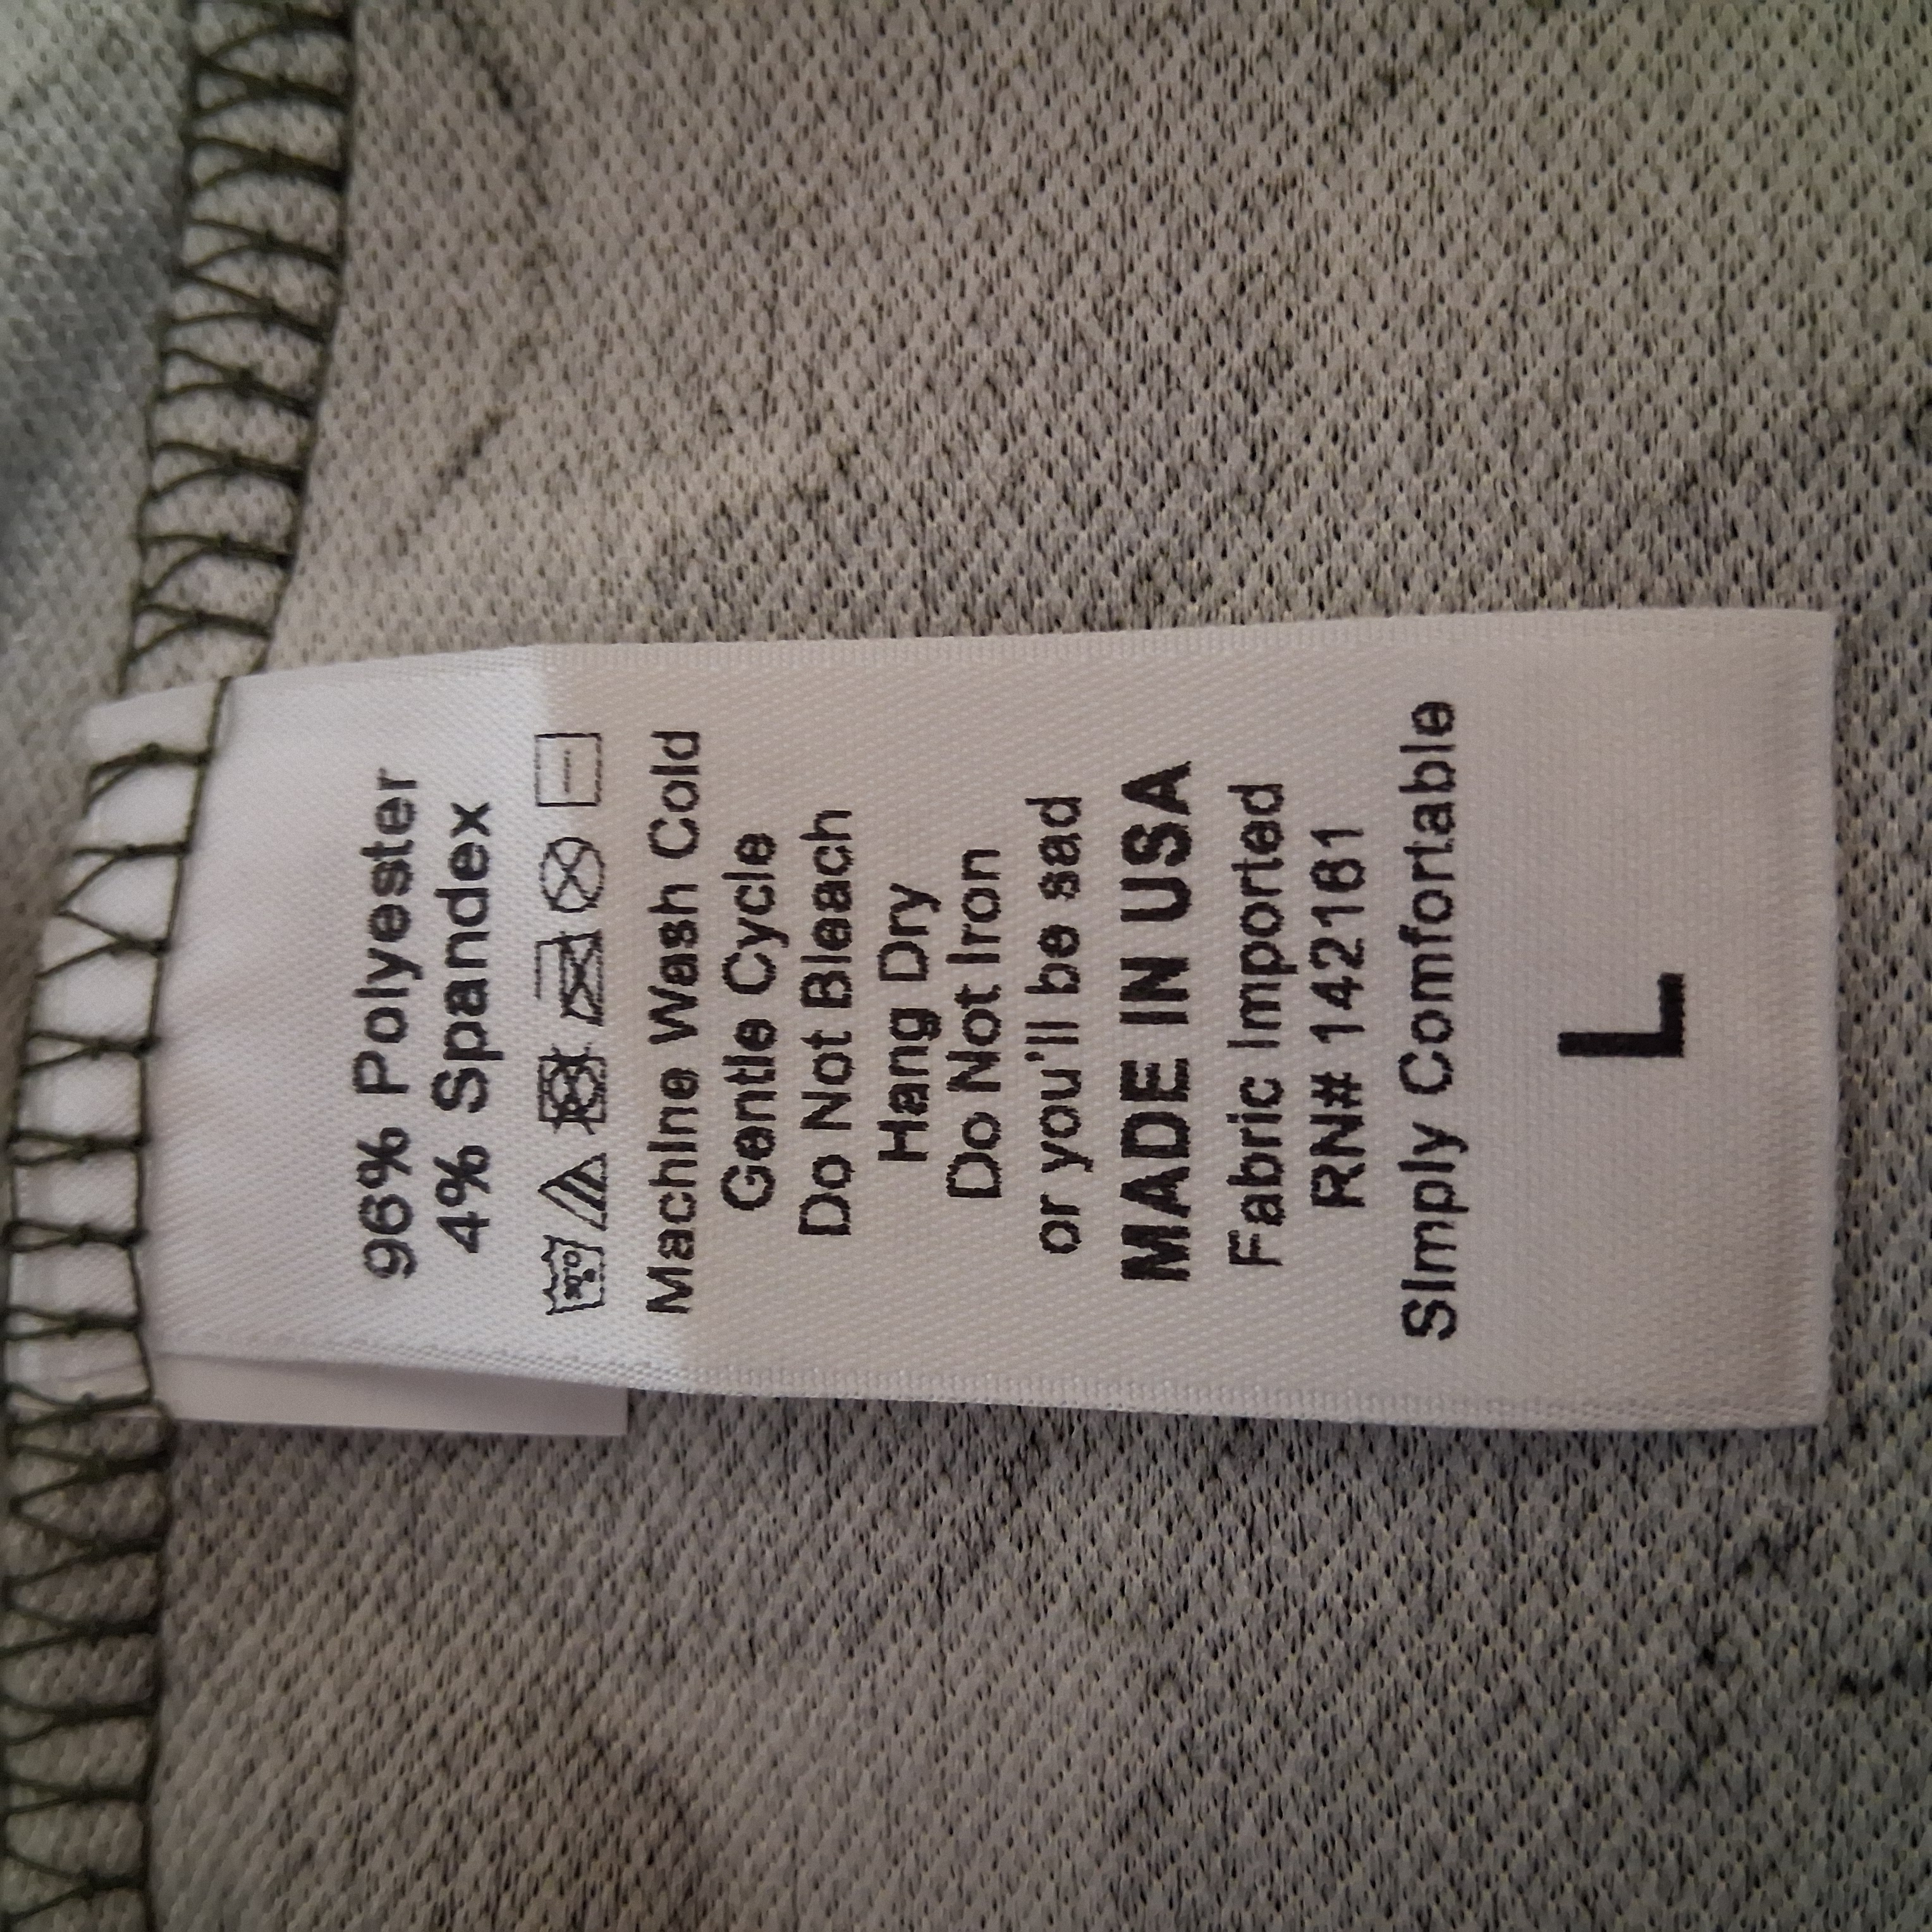 96% Polyester
4% Spandex
30°C
Machine Wash Cold
Gentle Cycle
Do Not Bleach
Hang Dry
Do Not Iron
or you'll be sad
MADE IN USA
Fabric Imported
RN# 142181
Simply Comfortable
L